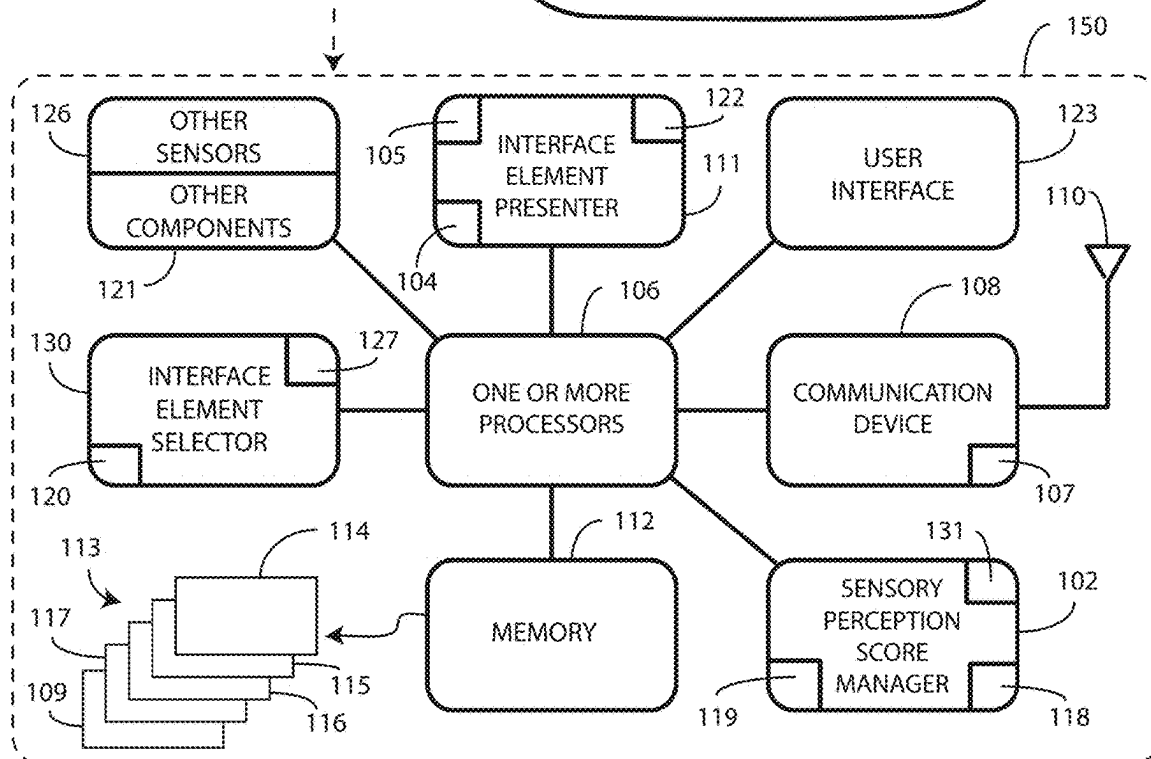 150
126
OTHER
SENSORS
OTHER
COMPONENTS
121
105
122
INTERFACE
ELEMENT
PRESENTER
111
104
USER
INTERFACE
123
110
130
127
INTERFACE
ELEMENT
SELECTOR
120
106
ONE OR MORE
PROCESSORS
108
COMMUNICATION
DEVICE
107
113
114
117
109
115
116
112
MEMORY
131
SENSORY
PERCEPTION
SCORE
MANAGER
102
119
118